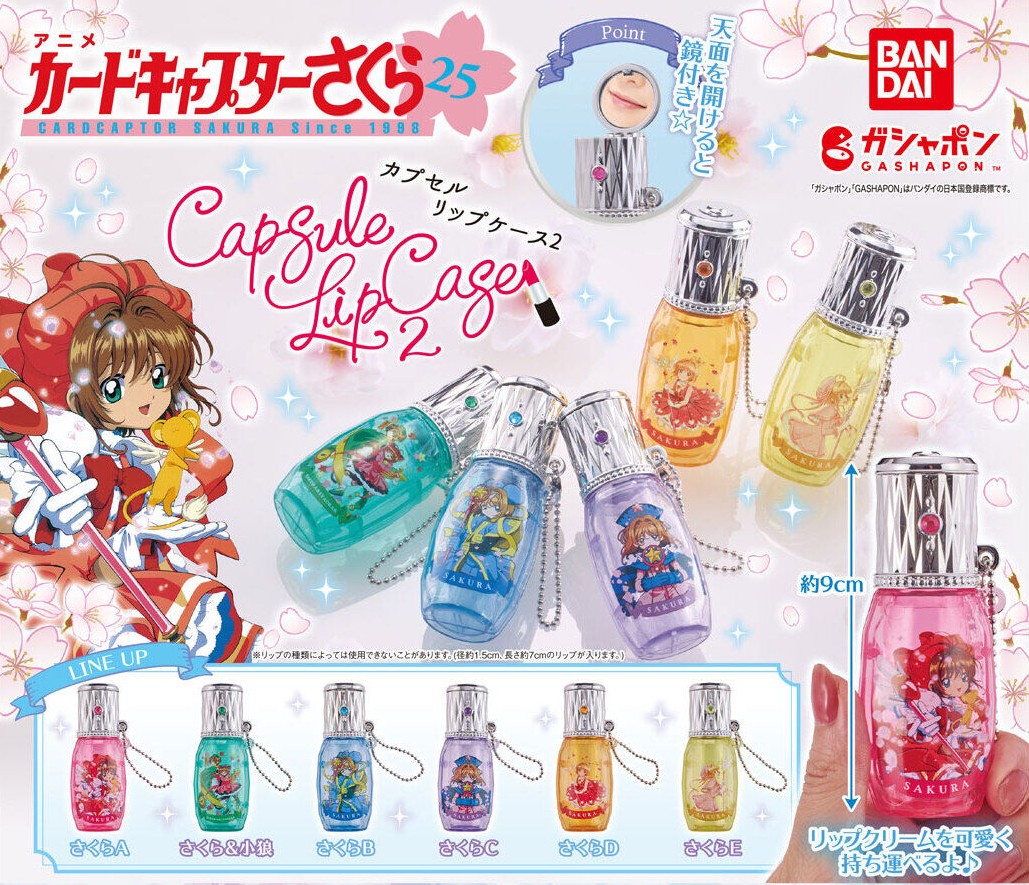 アニメ
カードキャプターさくら25
CARDCAPTOR SAKURA Since 1998
Point
天面を開けると
鏡付き☆
BAN
DAI
ガシャポン
GASHAPON™
「ガシャポン」「GASHAPON」はバンダイの日本国登録商標です。
カプセル
リップケース2
Capsule
Lip Case
2
SAKURA
SAKURA
SAKURA
SAKURA
約9cm
※リップの種類によっては使用できないことがあります。(径約1.5cm、長さ約7cmのリップが入ります。)
LINE UP
SAKURA
SAKURA
SAKURA
SAKURA
SAKURA
SAKURA
さくらA
さくら&小狼
さくらB
さくらC
さくらD
さくらE
リップクリームを可愛く
持ち運べるよ♪